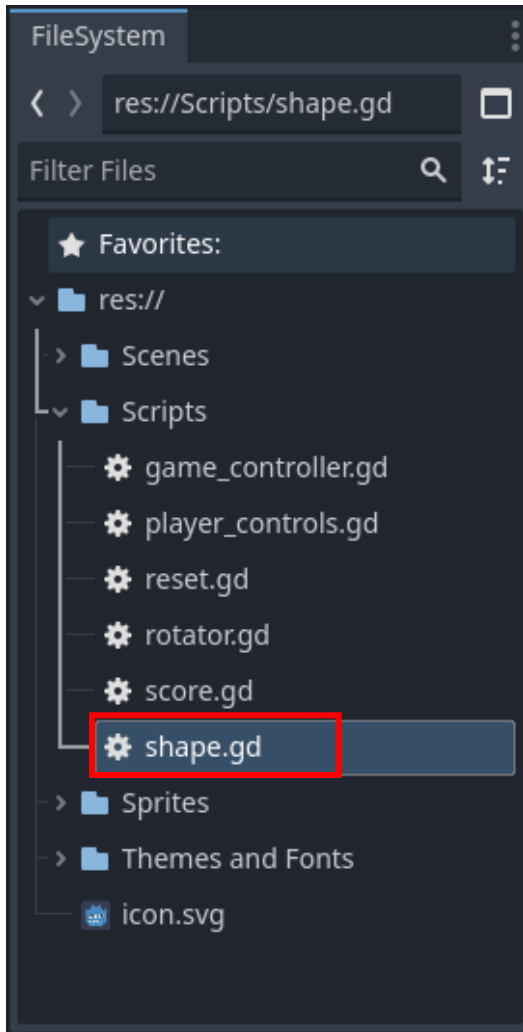 FileSystem
res://Scripts/shape.gd
Filter Files
Favorites:
res://
Scenes
Scripts
game_controller.gd
player_controls.gd
reset.gd
rotator.gd
score.gd
shape.gd
Sprites
Themes and Fonts
icon.svg